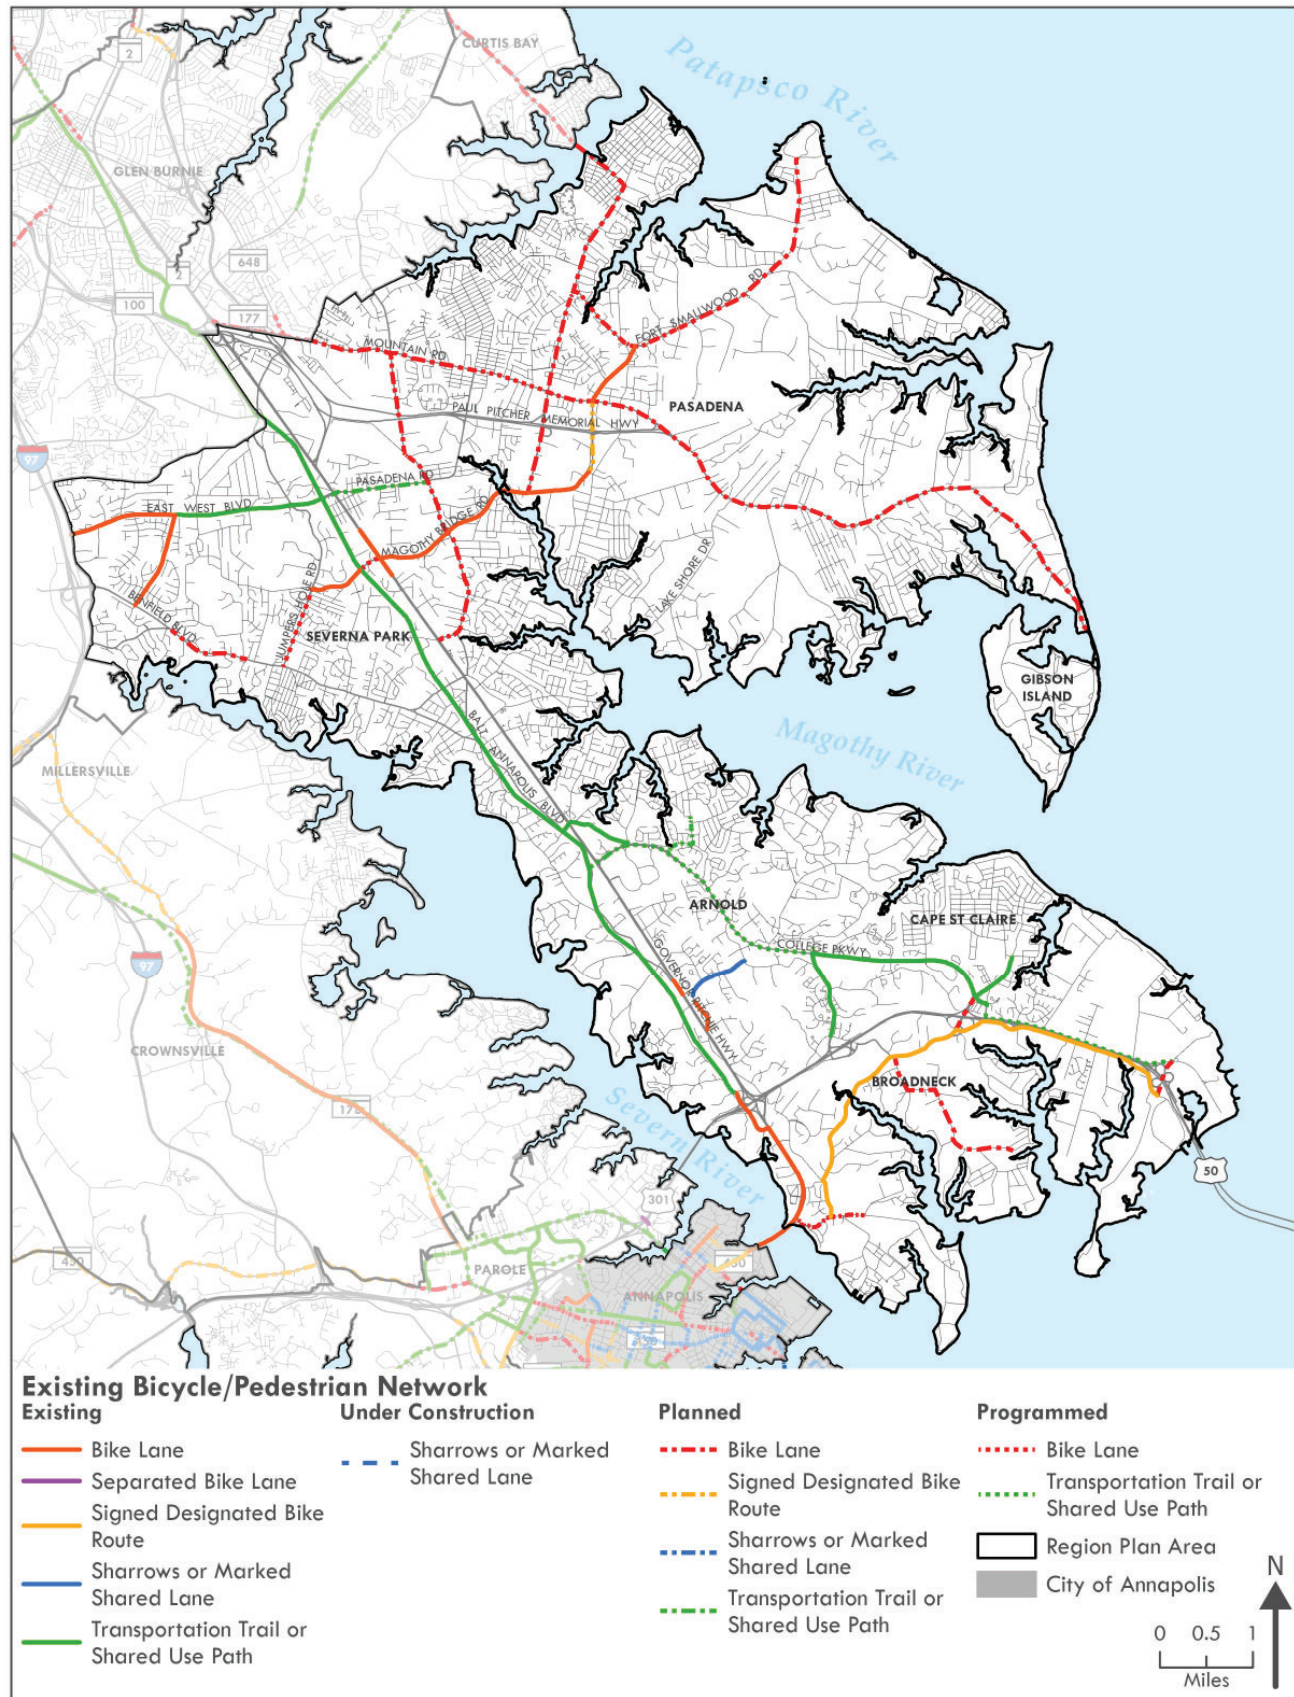 CURTIS BAY
Patapsco River
2
GLEN BURNIE
648
2
100
177
FORT SMALLWOOD RD
MOUNTAIN RD
PASADENA
PAUL PITCHER MEMORIAL HWY
97
PASADENA RD
EAST WEST BLVD
MAGOTHY BRIDGE RD
JUMPERS HOLE RD
LAKE SHORE DR
BENFIELD BLVD
SEVERNA PARK
GIBSON
ISLAND
BALT ANNAPOLIS BLVD
Magothy River
MILLERSVILLE
ARNOLD
CAPE ST CLAIRE
COLLEGE PKWY
GOVERNOR RITCHIE HWY
97
CROWNSVILLE
BROADNECK
178
Severn River
50
301
450
PAROLE
450
ANNAPOLIS
450
Existing Bicycle/Pedestrian Network
Existing
Bike Lane
Separated Bike Lane
Signed Designated Bike
Route
Sharrows or Marked
Shared Lane
Transportation Trail or
Shared Use Path
Under Construction
Sharrows or Marked
Shared Lane
Planned
Bike Lane
Signed Designated Bike
Route
Sharrows or Marked
Shared Lane
Transportation Trail or
Shared Use Path
Programmed
Bike Lane
Transportation Trail or
Shared Use Path
Region Plan Area
City of Annapolis
N
0 0.5 1
Miles